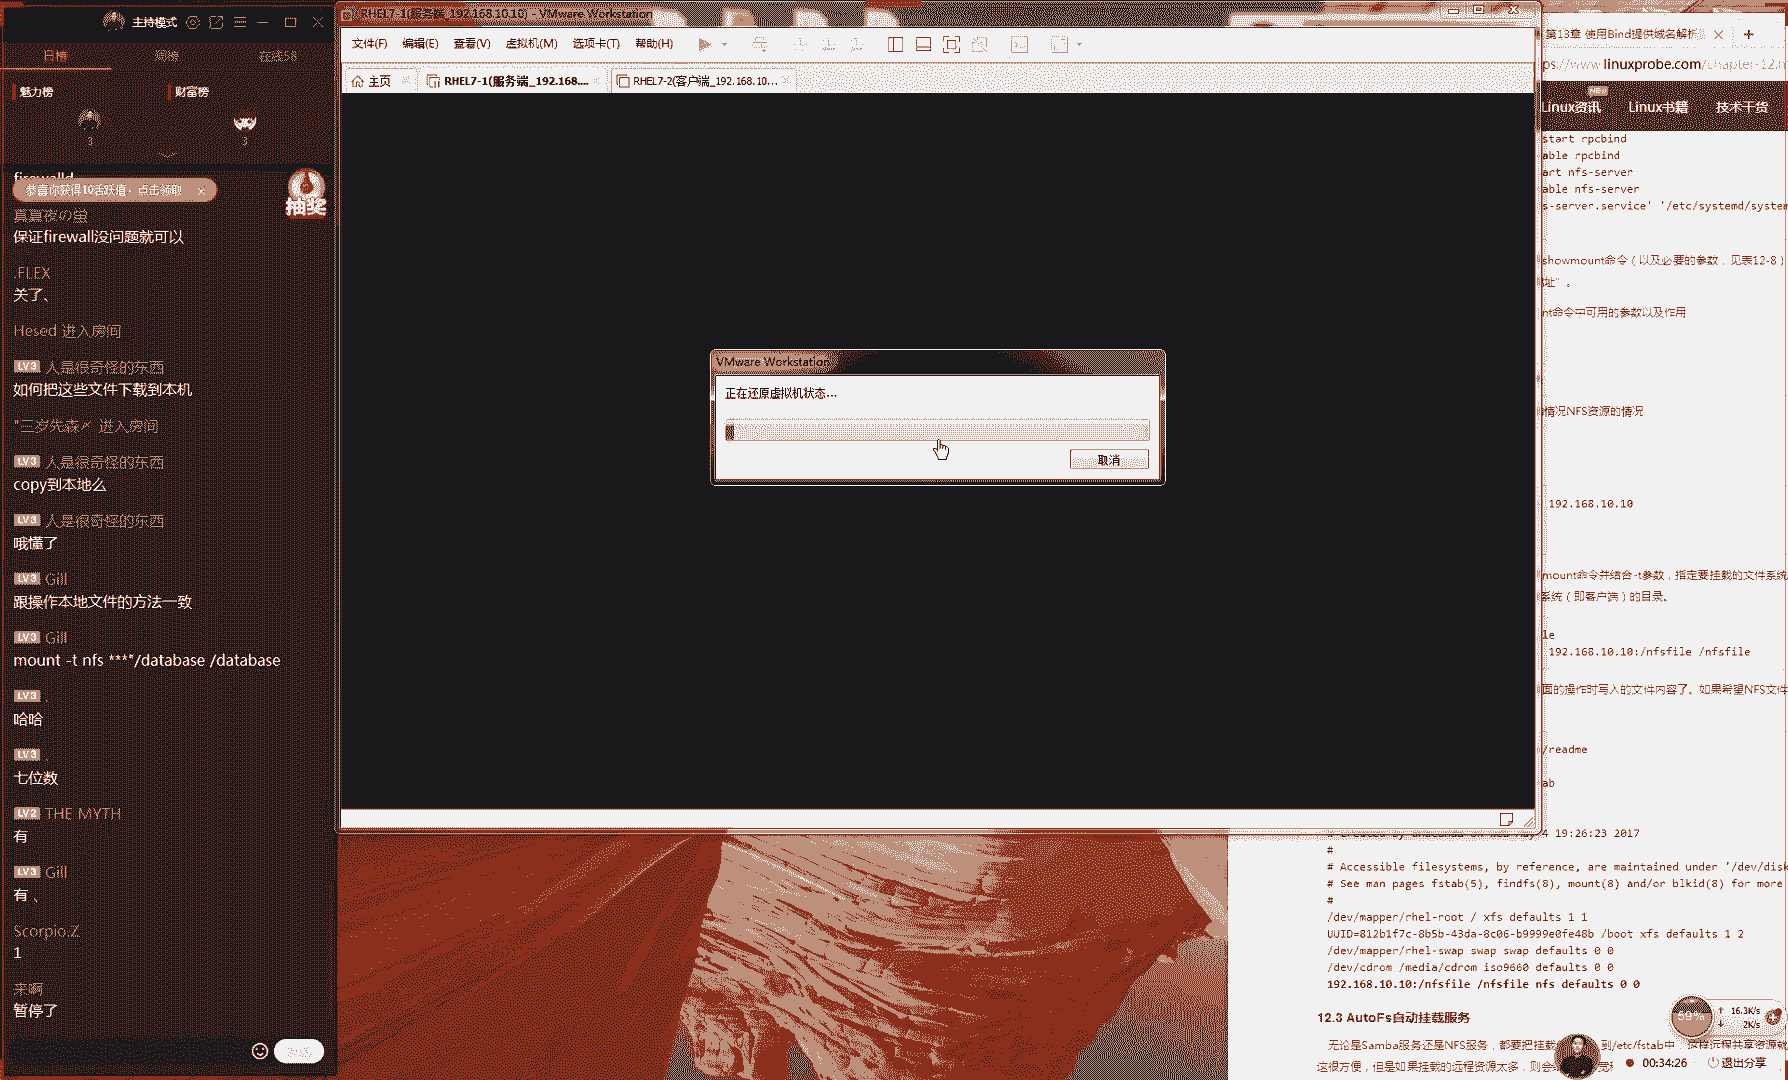 主持模式
日榜 周榜 在线58
魅力榜 财富榜
3 3
firewalld
恭喜你获得10活跃值，点击领取
抽奖
真寻夜の蛍
保证firewall没问题就可以
.FLEX
关了、
Hesed 进入房间
LV3 人是很奇怪的东西
如何把这些文件下载到本机
"三岁先森〆 进入房间
LV3 人是很奇怪的东西
copy到本地么
LV3 人是很奇怪的东西
哦懂了
LV3 Gill
跟操作本地文件的方法一致
LV3 Gill
mount -t nfs ****/database /database
LV3 .
哈哈
LV3 .
七位数
LV2 THE MYTH
有
LV3 Gill
有 、
Scorpio.Z
1
来啊
暂停了
RHEL7-1(服务端_192.168.10.10) - VMware Workstation
文件(F) 编辑(E) 查看(V) 虚拟机(M) 选项卡(T) 帮助(H)
主页 RHEL7-1(服务端_192.168.... RHEL7-2(客户端_192.168.10...
VMware Workstation
正在还原虚拟机状态...
取消
第13章 使用Bind提供域名解析
ps://www.linuxprobe.com/chapter-12.h
NEW
Linux资讯 Linux书籍 技术干货
start rpcbind
able rpcbind
art nfs-server
able nfs-server
s-server.service' '/etc/systemd/system
showmount命令（以及必要的参数，见表12-8）
址”。
nt命令中可用的参数以及作用
情况NFS资源的情况
192.168.10.10
mount命令并结合-t参数，指定要挂载的文件系统
系统（即客户端）的目录。
le
192.168.10.10:/nfsfile /nfsfile
面的操作时写入的文件内容了。如果希望NFS文件
/readme
ab
# Created by anaconda on Wed May 4 19:26:23 2017
#
# Accessible filesystems, by reference, are maintained under '/dev/disk
# See man pages fstab(5), findfs(8), mount(8) and/or blkid(8) for more
#
/dev/mapper/rhel-root / xfs defaults 1 1
UUID=812b1f7c-8b5b-43da-8c06-b9999e0fe48b /boot xfs defaults 1 2
/dev/mapper/rhel-swap swap swap defaults 0 0
/dev/cdrom /media/cdrom iso9660 defaults 0 0
192.168.10.10:/nfsfile /nfsfile nfs defaults 0 0
12.3 AutoFs自动挂载服务
无论是Samba服务还是NFS服务，都要把挂载 到/etc/fstab中，这样远程共享资源就
这很方便，但是如果挂载的远程资源太多，则会
59%
16.3K/s
2K/s
00:34:26 退出分享